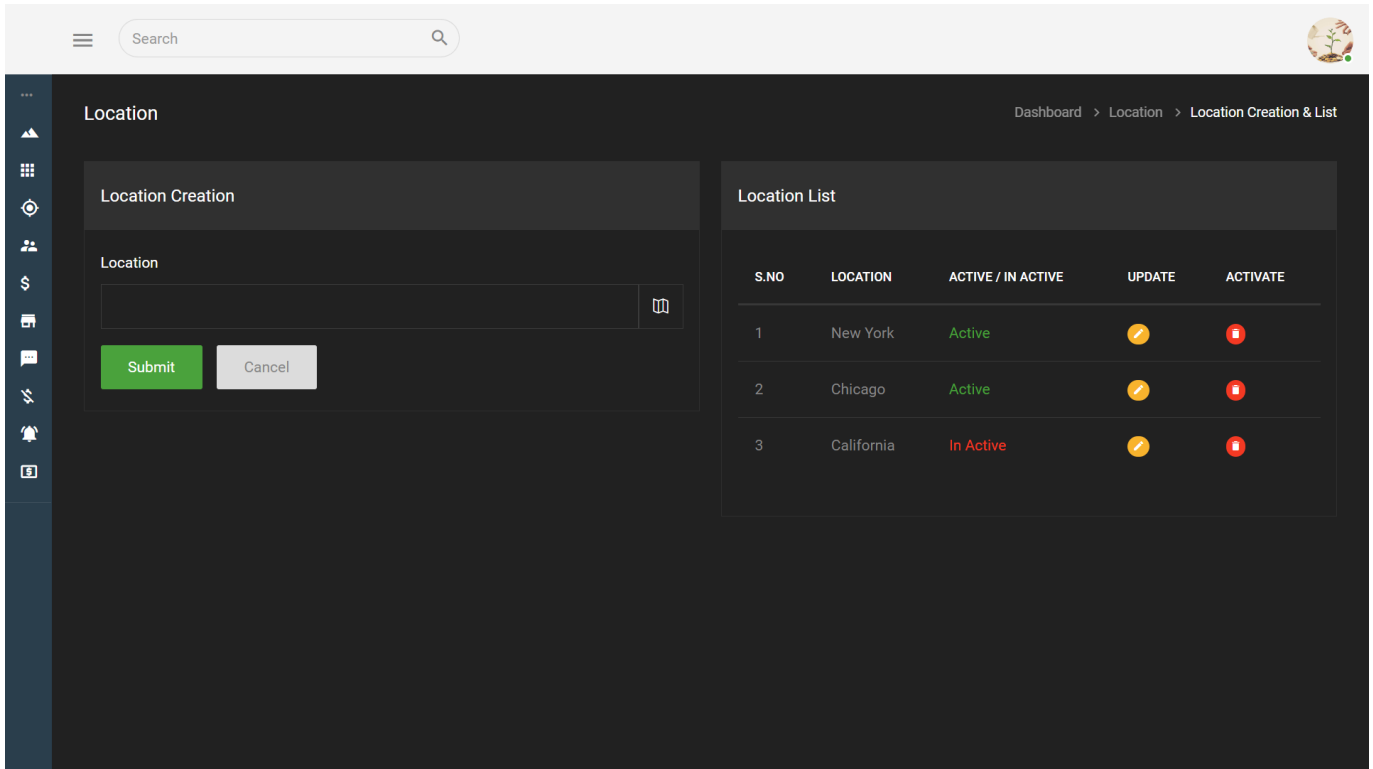 Search
Location
Dashboard > Location > Location Creation & List
Location Creation
Location
Submit
Cancel
Location List
S.NO LOCATION ACTIVE / IN ACTIVE UPDATE ACTIVATE
1 New York Active
2 Chicago Active
3 California In Active